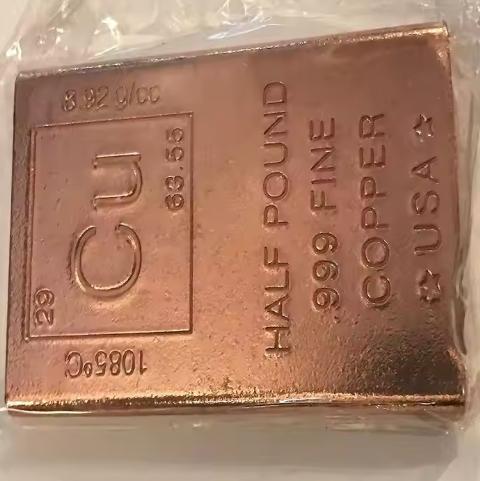 8.92 g/cc
29
Cu
63.55
1085°C
HALF POUND
.999 FINE
COPPER
☆ USA ☆